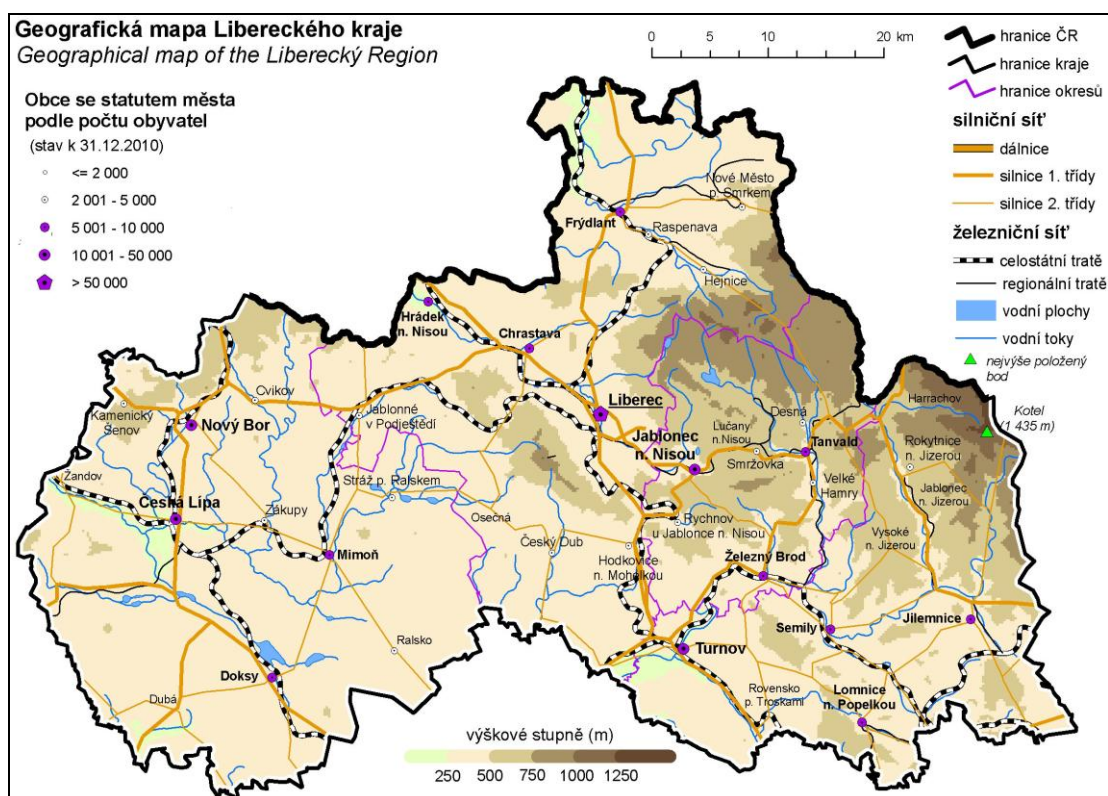 Geografická mapa Libereckého kraje
Geographical map of the Liberecký Region
Obce se statutem města
podle počtu obyvatel
(stav k 31.12.2010)
<= 2 000
2 001 - 5 000
5 001 - 10 000
10 001 - 50 000
> 50 000
0 5 10 20 km
hranice ČR
hranice kraje
hranice okresů
silniční síť
dálnice
silnice 1. třídy
silnice 2. třídy
železniční síť
celostátní tratě
regionální tratě
vodní plochy
vodní toky
nejvýše položený
bod
Nové Město
p. Smrkem
Frýdlant
Raspenava
Hejnice
Hrádek
n. Nisou
Chrastava
Cvikov
Kamenický
Šenov
Nový Bor
Jablonné
v Podještědí
Liberec
Jablonec
n. Nisou
Lučany
n.Nisou
Desná
Smržovka
Tanvald
Harrachov
Kotel
(1 435 m)
Rokytnice
n. Jizerou
Jablonec
n. Jizerou
Velké
Hamry
Vysoké
n. Jizerou
Žandov
Česká Lípa
Zákupy
Stráž p. Ralskem
Mimoň
Osečná
Český Dub
Hodkovice
n. Mohelkou
Rychnov
u Jablonce n. Nisou
Železný Brod
Semily
Jilemnice
Turnov
Ralsko
Doksy
Dubá
Rovensko
p. Troskami
Lomnice
n. Popelkou
výškové stupně (m)
250 500 750 1000 1250